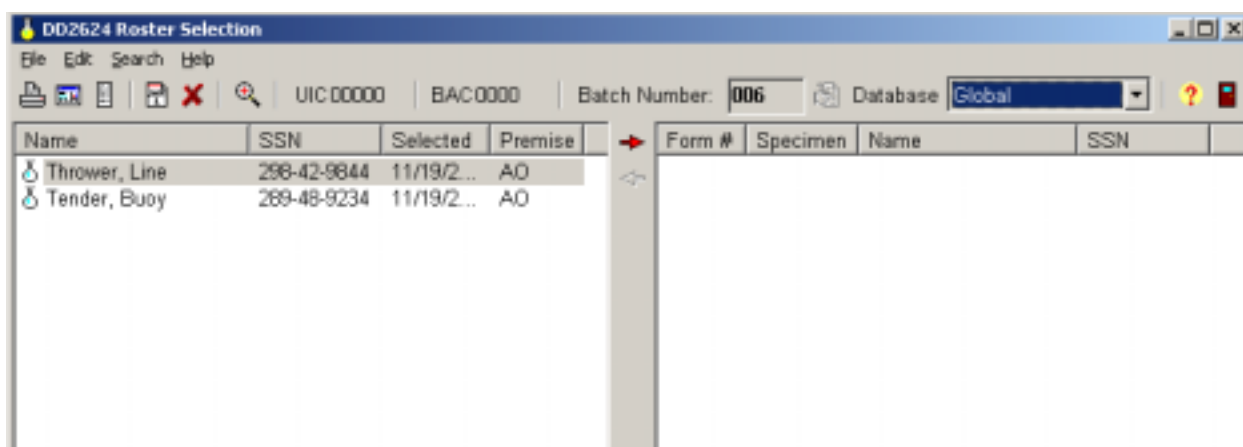 DD2624 Roster Selection
File Edit Search Help
UIC 00000 BAC0000 Batch Number: 006 Database Global
Name SSN Selected Premise Form # Specimen Name SSN
Thrower, Line 298-42-9844 11/19/2... AO
Tender, Buoy 289-48-9234 11/19/2... AO